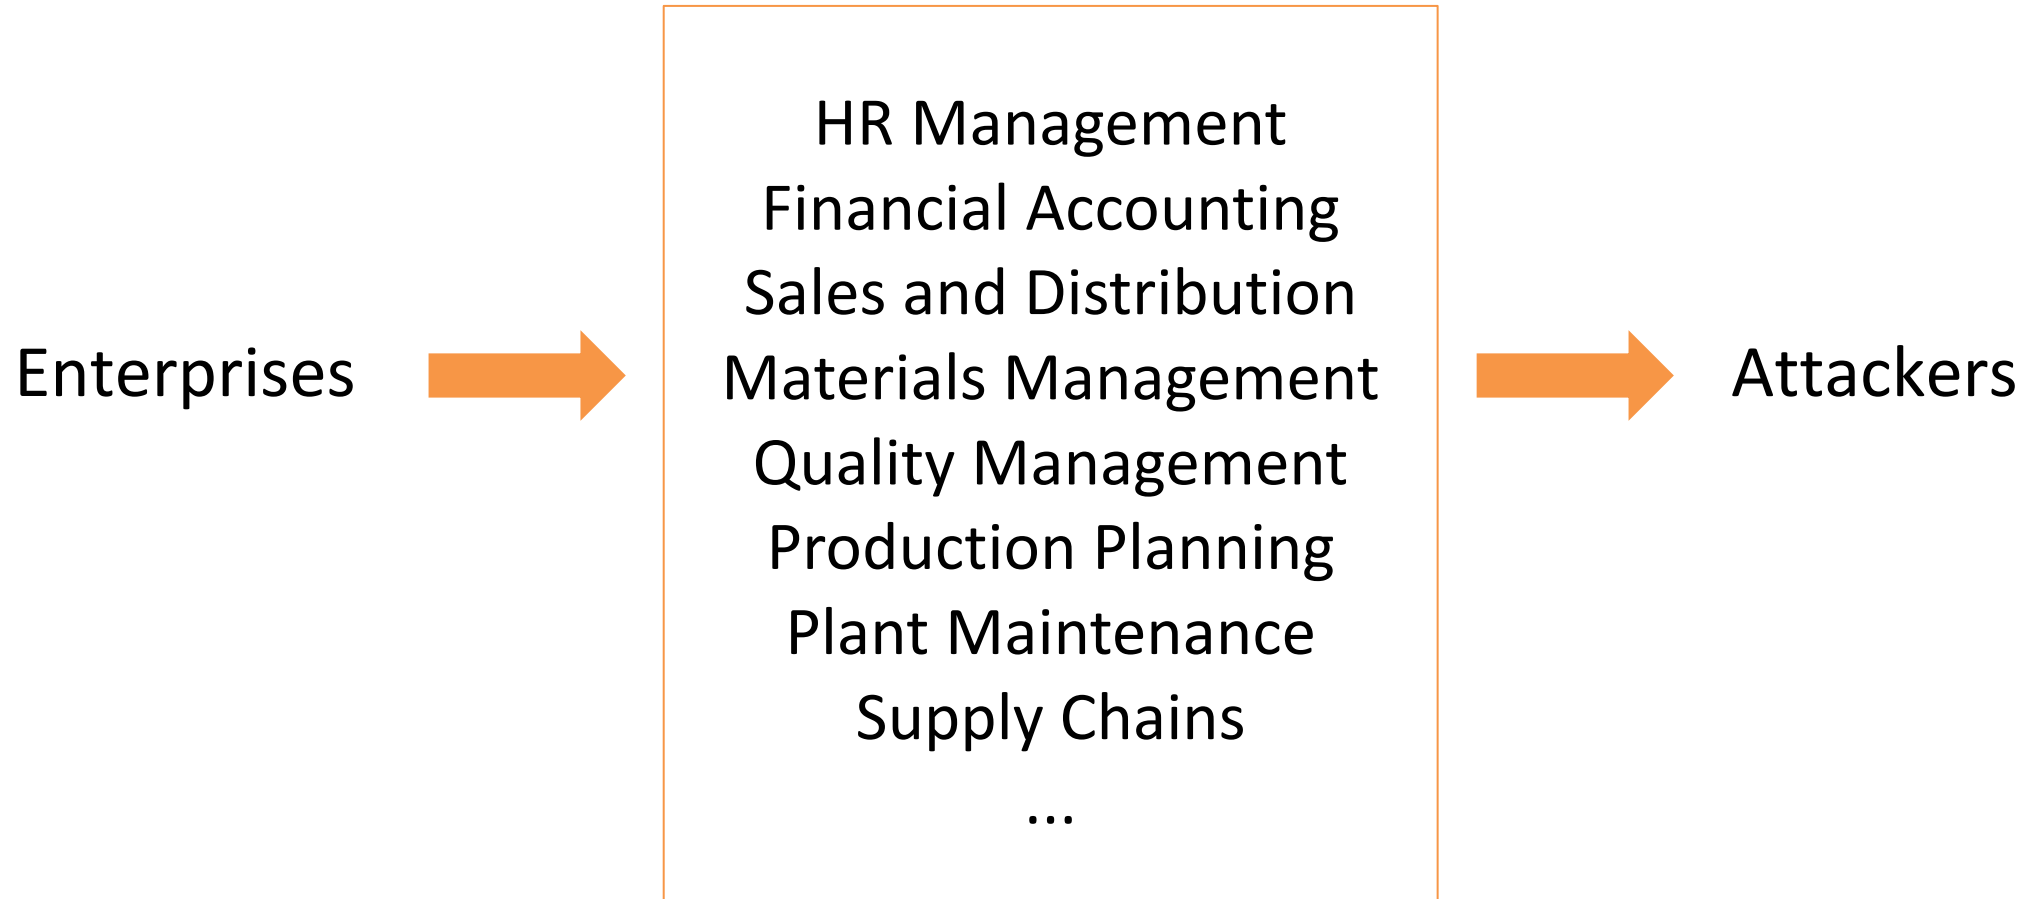 Enterprises
HR Management
Financial Accounting
Sales and Distribution
Materials Management
Quality Management
Production Planning
Plant Maintenance
Supply Chains
...
Attackers